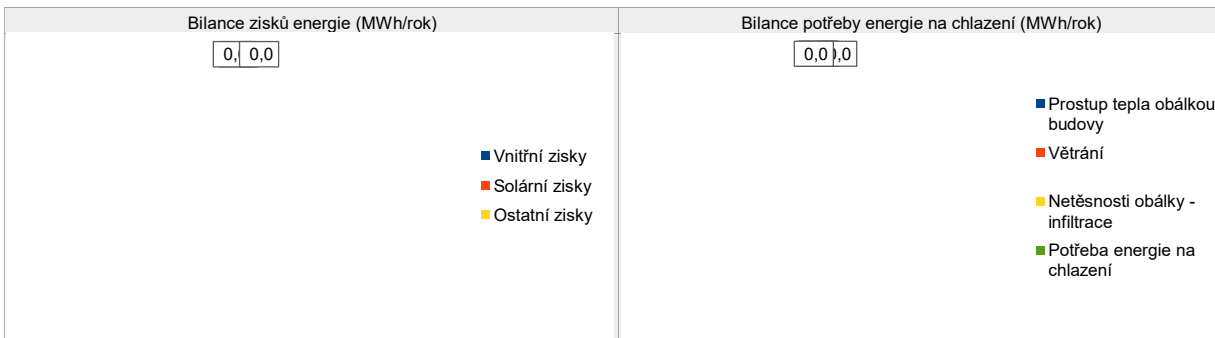 Bilance zisků energie (MWh/rok)
0,0
Vnitřní zisky
Solární zisky
Ostatní zisky
Bilance potřeby energie na chlazení (MWh/rok)
0,0
Prostup tepla obálkou
budovy
Větrání
Netěsnosti obálky -
infiltrace
Potřeba energie na
chlazení